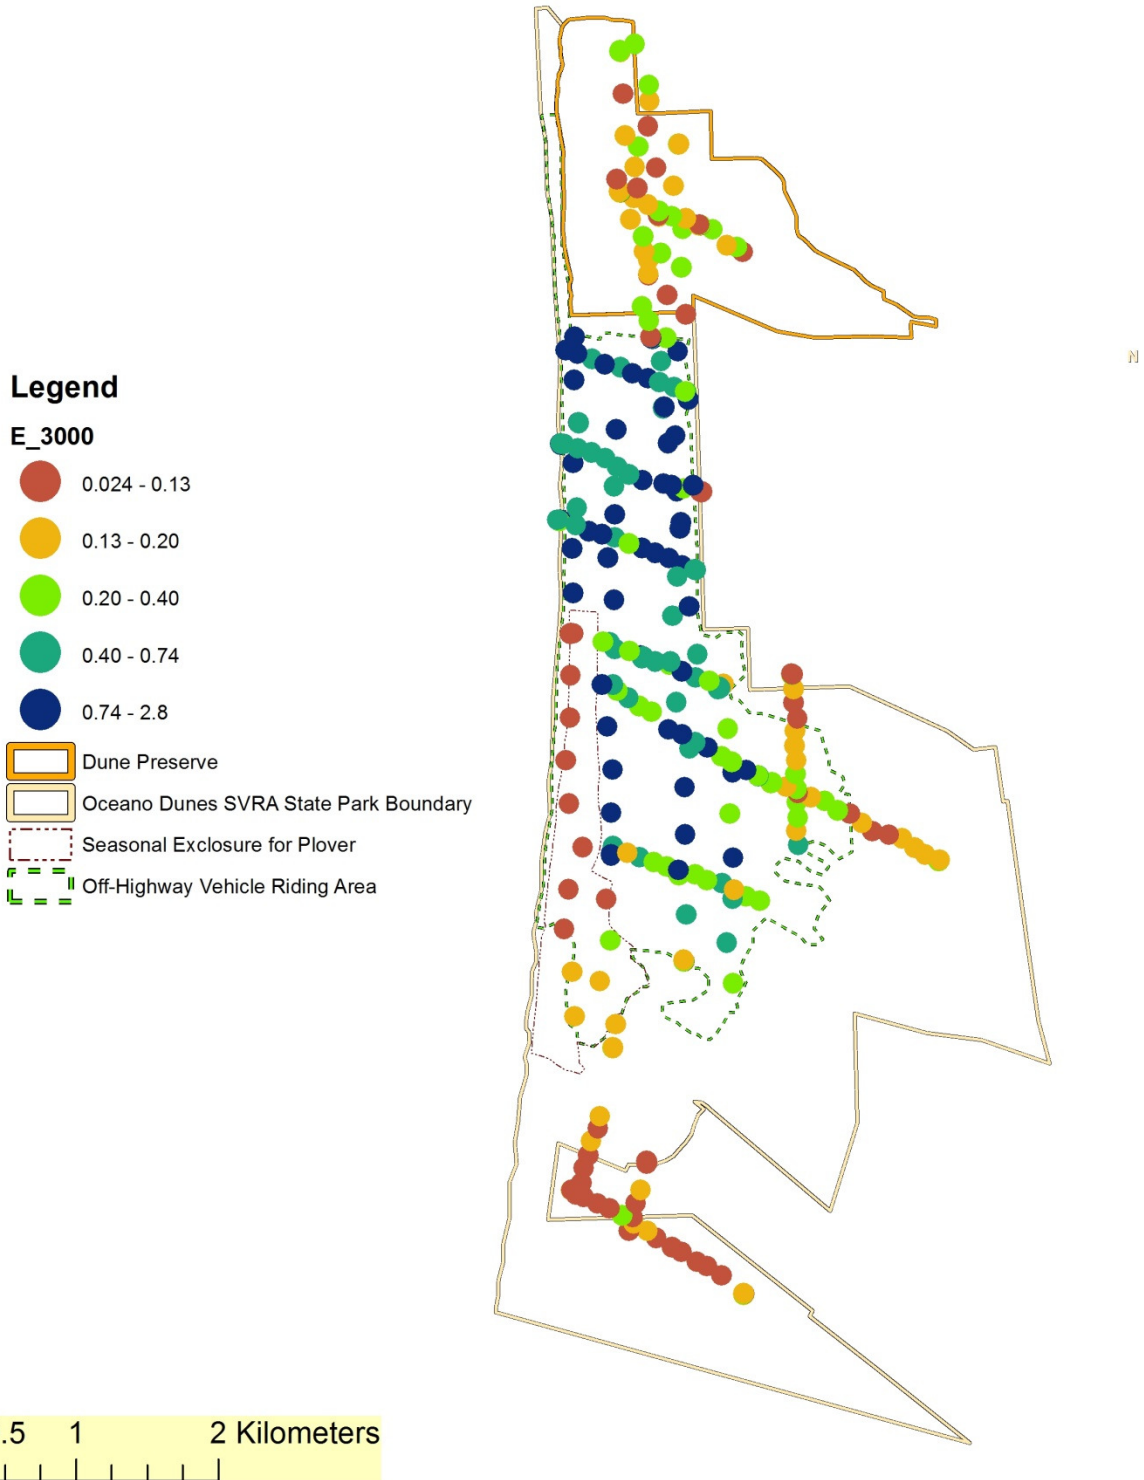 N
Legend
E_3000
0.024 - 0.13
0.13 - 0.20
0.20 - 0.40
0.40 - 0.74
0.74 - 2.8
Dune Preserve
Oceano Dunes SVRA State Park Boundary
Seasonal Exclosure for Plover
Off-Highway Vehicle Riding Area
.5 1 2 Kilometers